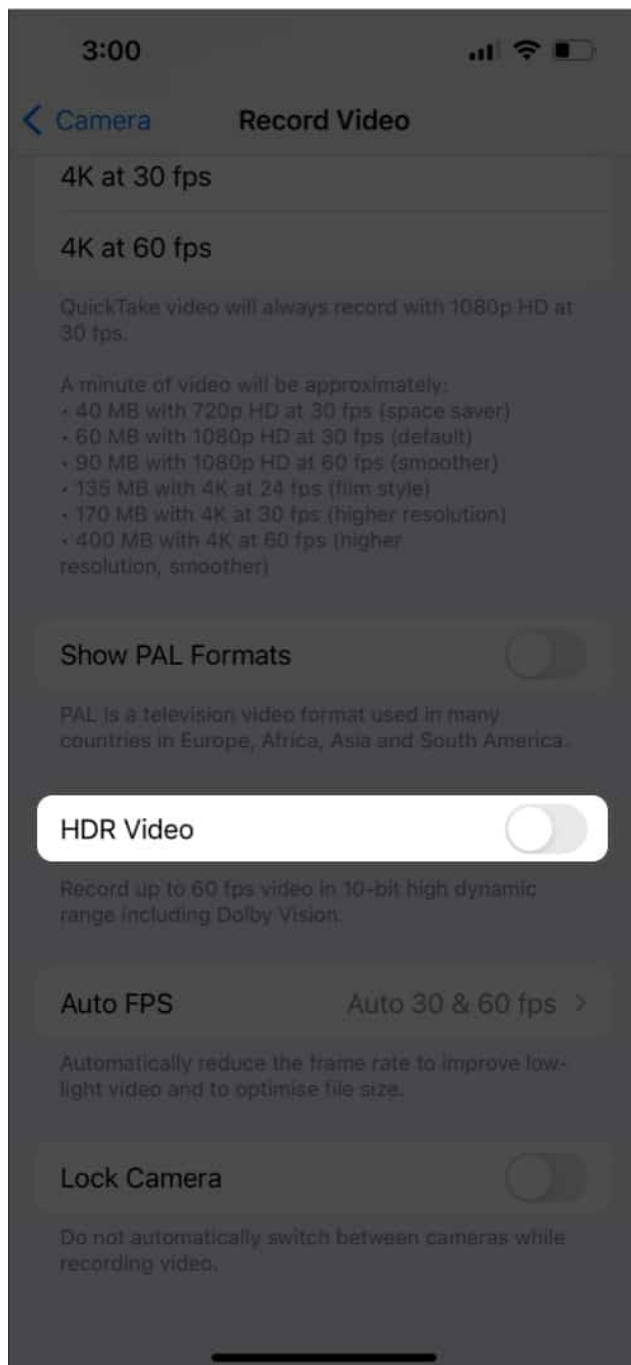 3:00
Camera
Record Video
4K at 30 fps
4K at 60 fps
QuickTake video will always record with 1080p HD at
30 fps.
A minute of video will be approximately:
• 40 MB with 720p HD at 30 fps (space saver)
• 60 MB with 1080p HD at 30 fps (default)
• 90 MB with 1080p HD at 60 fps (smoother)
• 135 MB with 4K at 24 fps (film style)
• 170 MB with 4K at 30 fps (higher resolution)
• 400 MB with 4K at 60 fps (higher
resolution, smoother)
Show PAL Formats
PAL is a television video format used in many
countries in Europe, Africa, Asia and South America.
HDR Video
Record up to 60 fps video in 10-bit high dynamic
range including Dolby Vision.
Auto FPS
Auto 30 & 60 fps
Automatically reduce the frame rate to improve low-
light video and to optimise file size.
Lock Camera
Do not automatically switch between cameras while
recording video.